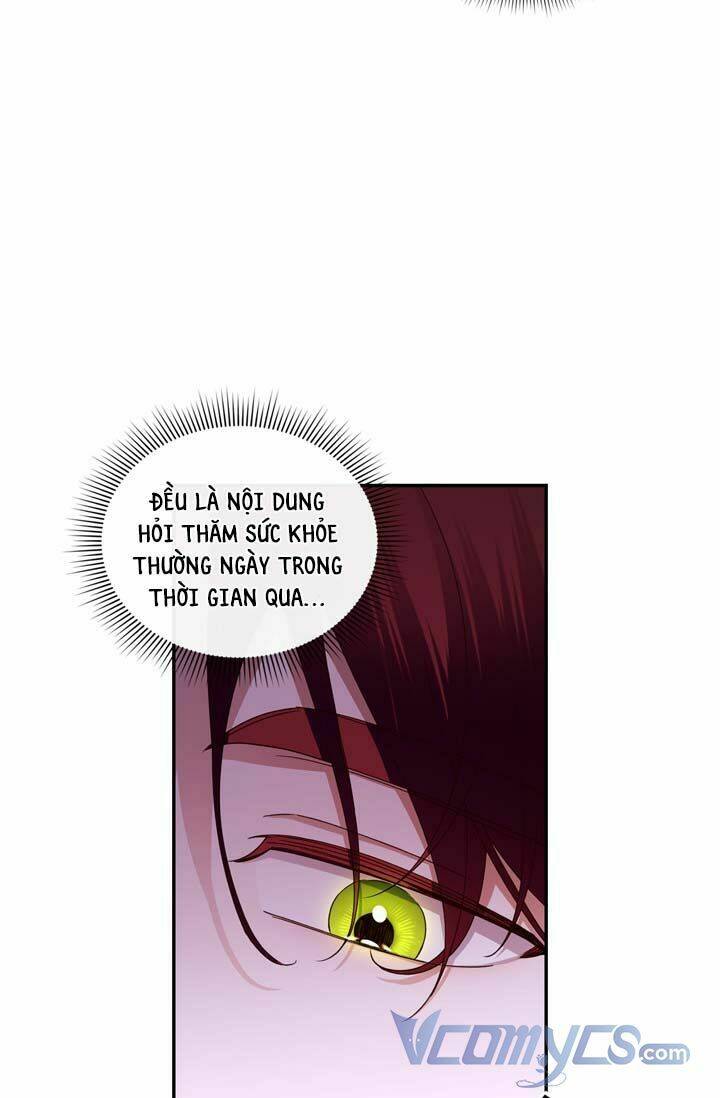 ĐỀU LÀ NỘI DUNG
HỎI THĂM SỨC KHỎE
THƯỜNG NGÀY TRONG
THỜI GIAN QUA...
VCOMYCS.com